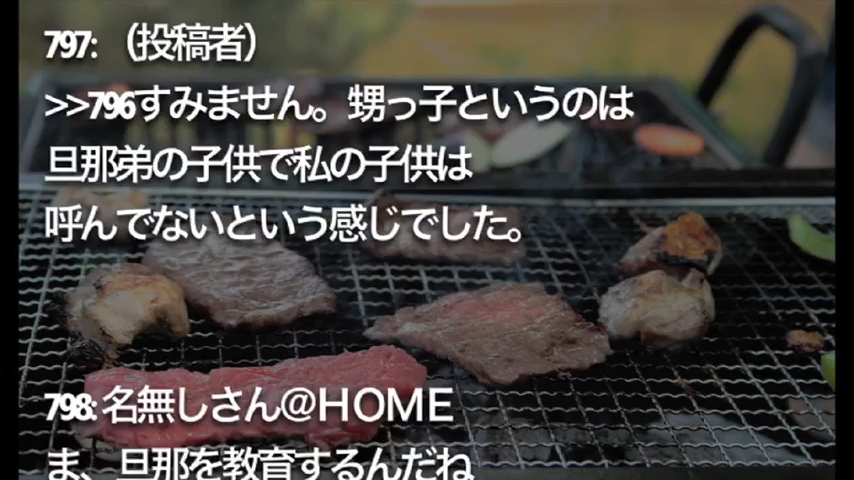 797: （投稿者）
>>796すみません。甥っ子というのは
旦那弟の子供で私の子供は
呼んでないという感じでした。
798: 名無しさん＠ＨＯＭＥ
ま、旦那を教育するんだね